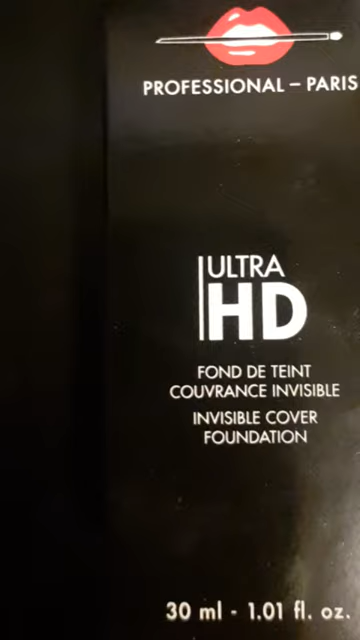 PROFESSIONAL – PARIS
ULTRA
HD
FOND DE TEINT
COUVRANCE INVISIBLE
INVISIBLE COVER
FOUNDATION
30 ml - 1.01 fl. oz.